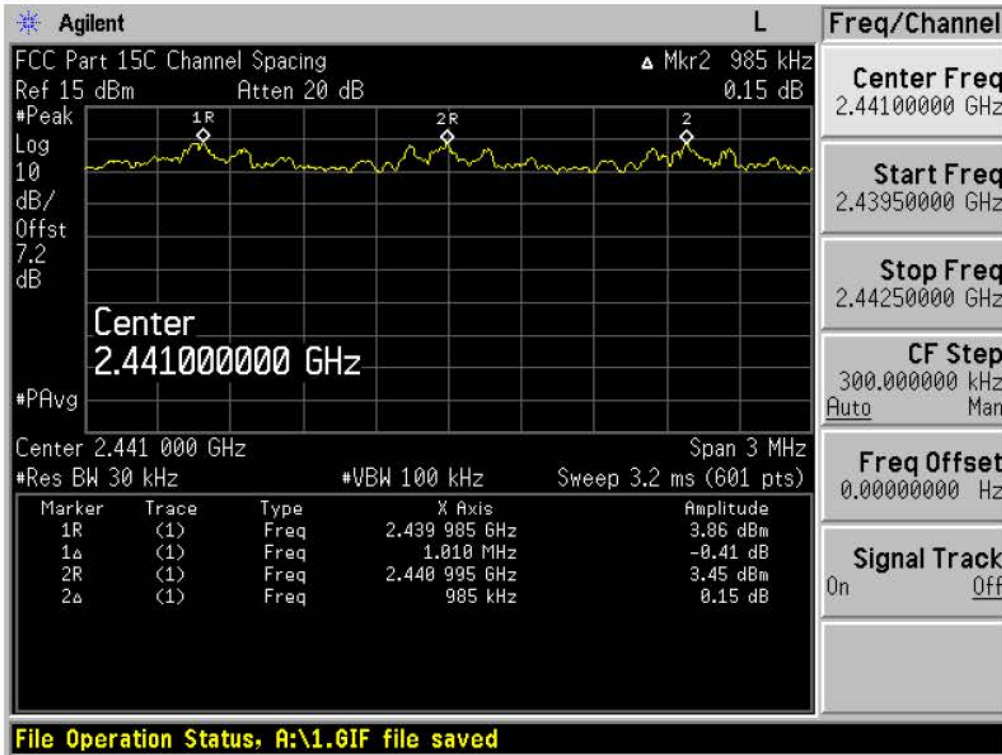 Agilent L
FCC Part 15C Channel Spacing Δ Mkr2 985 kHz
Ref 15 dBm Atten 20 dB 0.15 dB
#Peak
Log
10
dB/
Offst
7.2
dB
#PAvg
1R 2R 2
Center
2.441000000 GHz
Center 2.441 000 GHz Span 3 MHz
#Res BW 30 kHz #VBW 100 kHz Sweep 3.2 ms (601 pts)
Marker Trace Type X Axis Amplitude
1R (1) Freq 2.439 985 GHz 3.86 dBm
1Δ (1) Freq 1.010 MHz -0.41 dB
2R (1) Freq 2.440 995 GHz 3.45 dBm
2Δ (1) Freq 985 kHz 0.15 dB
Freq/Channel
Center Freq
2.44100000 GHz
Start Freq
2.43950000 GHz
Stop Freq
2.44250000 GHz
CF Step
300.000000 kHz
Auto Man
Freq Offset
0.00000000 Hz
Signal Track
On Off
File Operation Status, A:\1.GIF file saved